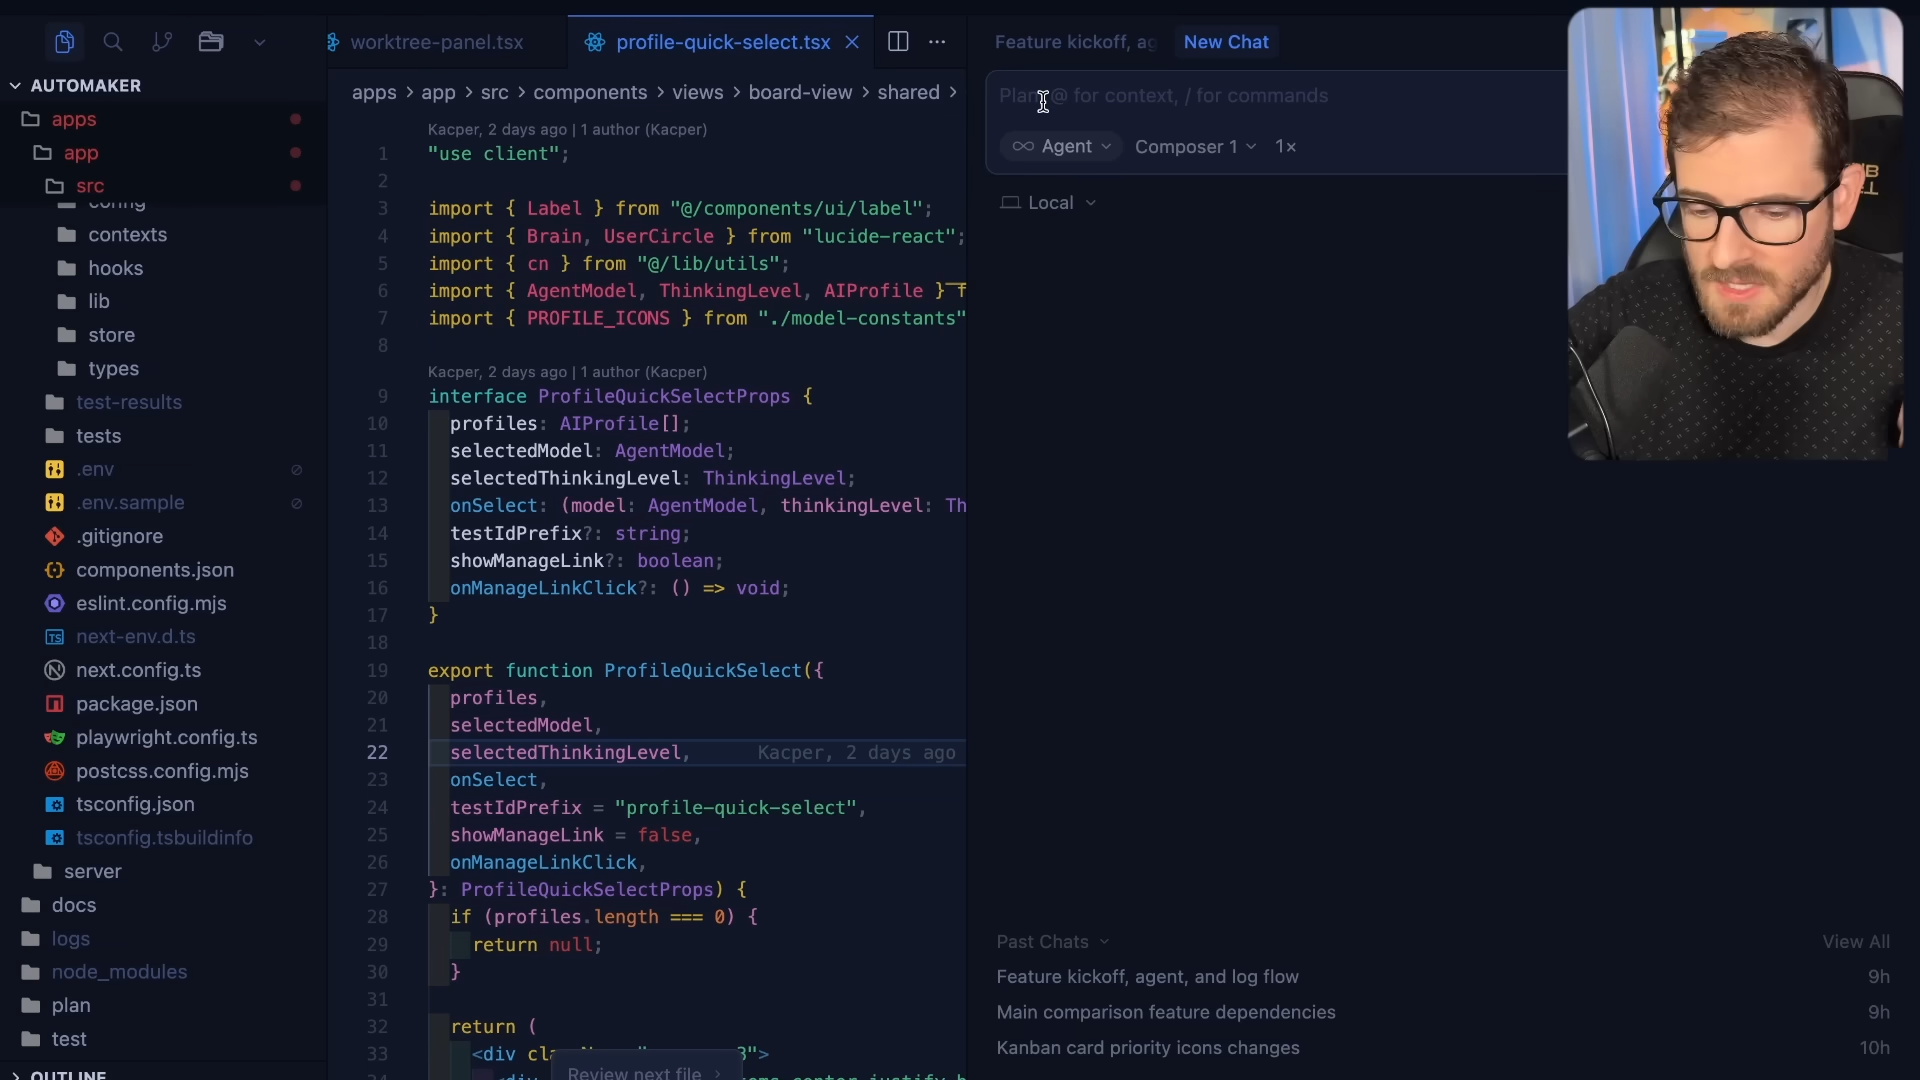 worktree-panel.tsx
profile-quick-select.tsx
Feature kickoff, ag
New Chat
AUTOMAKER
apps
app
src
config
contexts
hooks
lib
store
types
test-results
tests
.env
.env.sample
.gitignore
components.json
eslint.config.mjs
next-env.d.ts
next.config.ts
package.json
playwright.config.ts
postcss.config.mjs
tsconfig.json
tsconfig.tsbuildinfo
server
docs
logs
node_modules
plan
test
OUTLINE
apps > app > src > components > views > board-view > shared >
Kacper, 2 days ago | 1 author (Kacper)
1 "use client";
2
3 import { Label } from "@/components/ui/label";
4 import { Brain, UserCircle } from "lucide-react";
5 import { cn } from "@/lib/utils";
6 import { AgentModel, ThinkingLevel, AIProfile } f
7 import { PROFILE_ICONS } from "./model-constants"
8
Kacper, 2 days ago | 1 author (Kacper)
9 interface ProfileQuickSelectProps {
10 profiles: AIProfile[];
11 selectedModel: AgentModel;
12 selectedThinkingLevel: ThinkingLevel;
13 onSelect: (model: AgentModel, thinkingLevel: Th
14 testIdPrefix?: string;
15 showManageLink?: boolean;
16 onManageLinkClick?: () => void;
17 }
18
19 export function ProfileQuickSelect({
20 profiles,
21 selectedModel,
22 selectedThinkingLevel, Kacper, 2 days ago
23 onSelect,
24 testIdPrefix = "profile-quick-select",
25 showManageLink = false,
26 onManageLinkClick,
27 }: ProfileQuickSelectProps) {
28 if (profiles.length === 0) {
29 return null;
30 }
31
32 return (
33 <div cla 3">
Review next file >
Plan, @ for context, / for commands
Agent
Composer 1
1×
Local
Past Chats
View All
Feature kickoff, agent, and log flow 9h
Main comparison feature dependencies 9h
Kanban card priority icons changes 10h